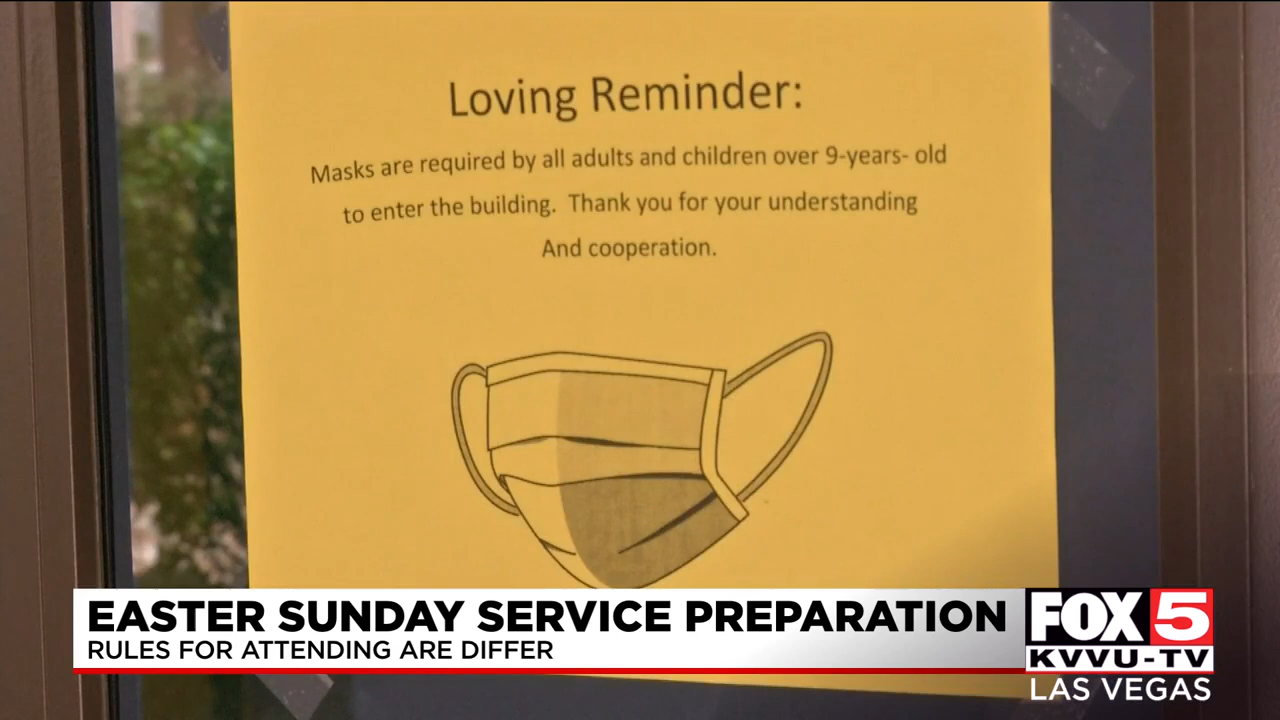 Loving Reminder:
Masks are required by all adults and children over 9-years- old
to enter the building.  Thank you for your understanding
And cooperation.
EASTER SUNDAY SERVICE PREPARATION
RULES FOR ATTENDING ARE DIFFER
FOX 5
KVVU-TV
LAS VEGAS